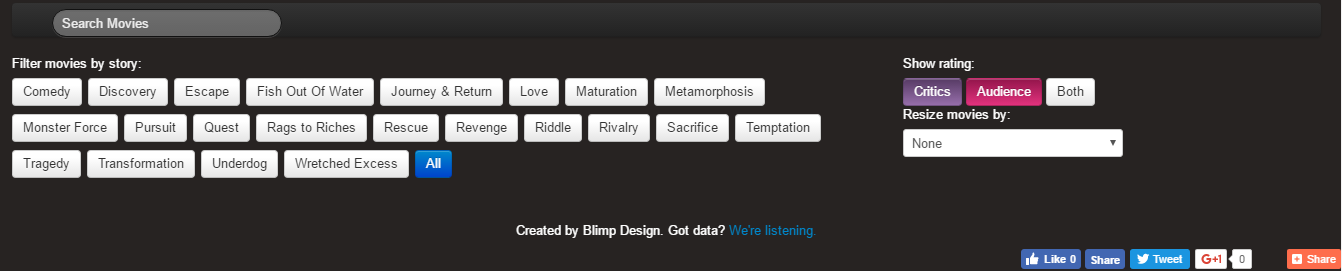 Search Movies
Filter movies by story:
Comedy Discovery Escape Fish Out Of Water Journey & Return Love Maturation Metamorphosis
Monster Force Pursuit Quest Rags to Riches Rescue Revenge Riddle Rivalry Sacrifice Temptation
Tragedy Transformation Underdog Wretched Excess All
Show rating:
Critics Audience Both
Resize movies by:
None
Created by Blimp Design. Got data? We're listening.
Like 0 Share Tweet G+1 0 Share